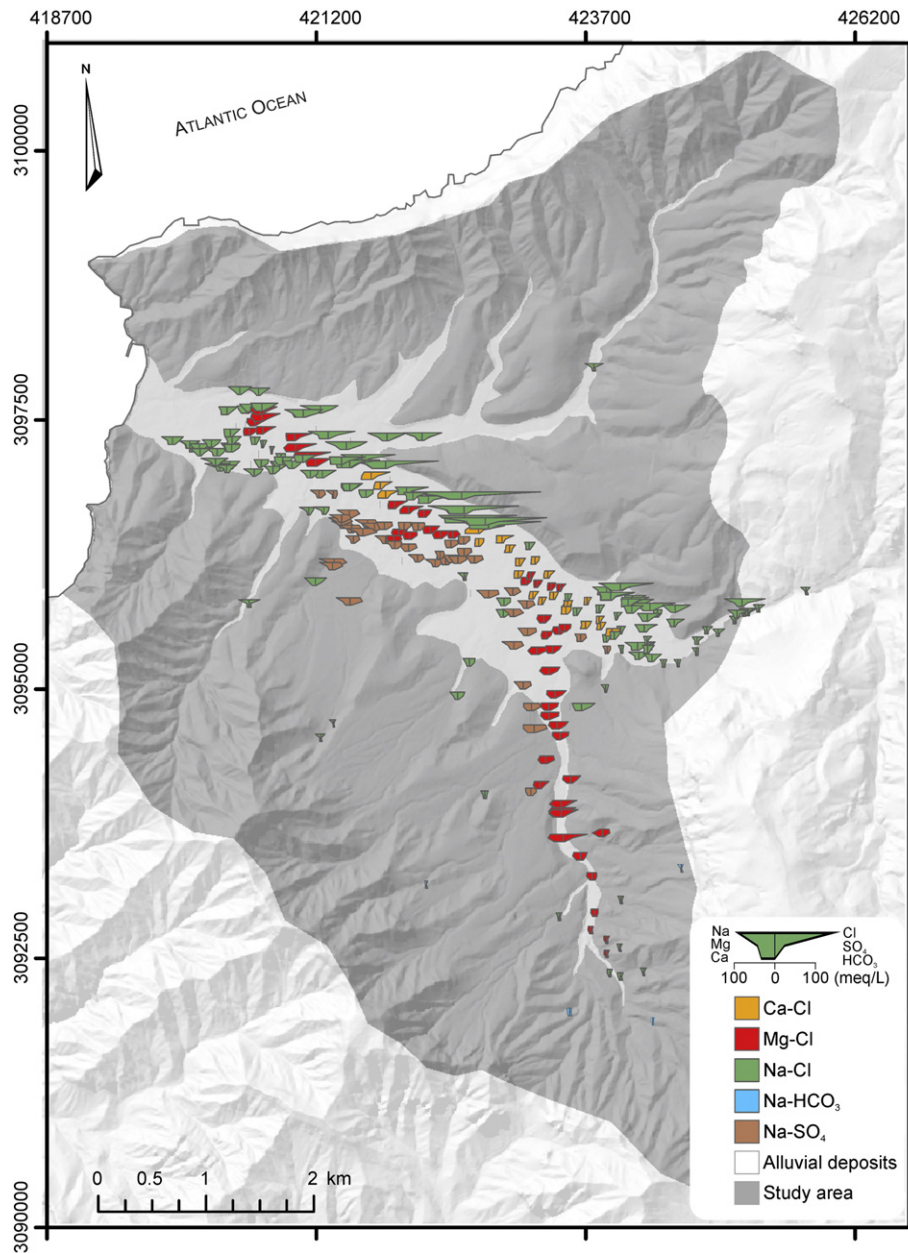 418700 421200 423700 426200
N
ATLANTIC OCEAN
3100000
3097500
3095000
3092500
3090000
Na Cl
Mg SO₄
Ca HCO₃
100 0 100 (meq/L)
Ca-Cl
Mg-Cl
Na-Cl
Na-HCO₃
Na-SO₄
Alluvial deposits
Study area
0 0.5 1 2 km